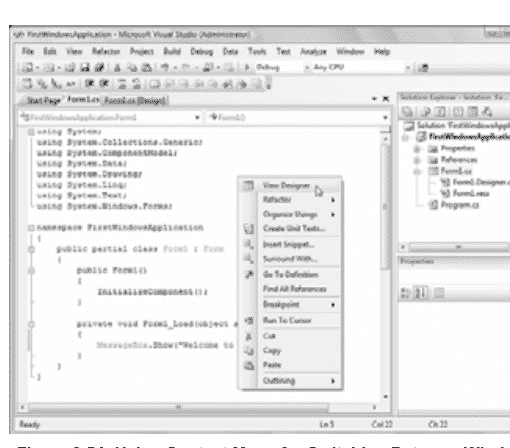 FirstWindowsApplication - Microsoft Visual Studio (Administrator)
File Edit View Refactor Project Build Debug Data Tools Test Analyze Window Help
Debug Any CPU
Start Page Form1.cs Form1.cs [Design]
FirstWindowsApplication.Form1 Form1()
using System;
using System.Collections.Generic;
using System.ComponentModel;
using System.Data;
using System.Drawing;
using System.Linq;
using System.Text;
using System.Windows.Forms;
namespace FirstWindowsApplication
{
public partial class Form1 : Form
{
public Form1()
{
InitializeComponent();
}
private void Form1_Load(object
{
MessageBox.Show("Welcome to
}
}
}
View Designer
Refactor
Organize Usings
Create Unit Tests...
Insert Snippet...
Surround With...
Go To Definition
Find All References
Breakpoint
Run To Cursor
Cut
Copy
Paste
Outlining
Solution Explorer - Solution 'Fir...
Solution 'FirstWindowsAppl
FirstWindowsApplicat
Properties
References
Form1.cs
Form1.Designer.c
Form1.resx
Program.cs
Properties
Ready Ln 5 Col 22 Ch 22